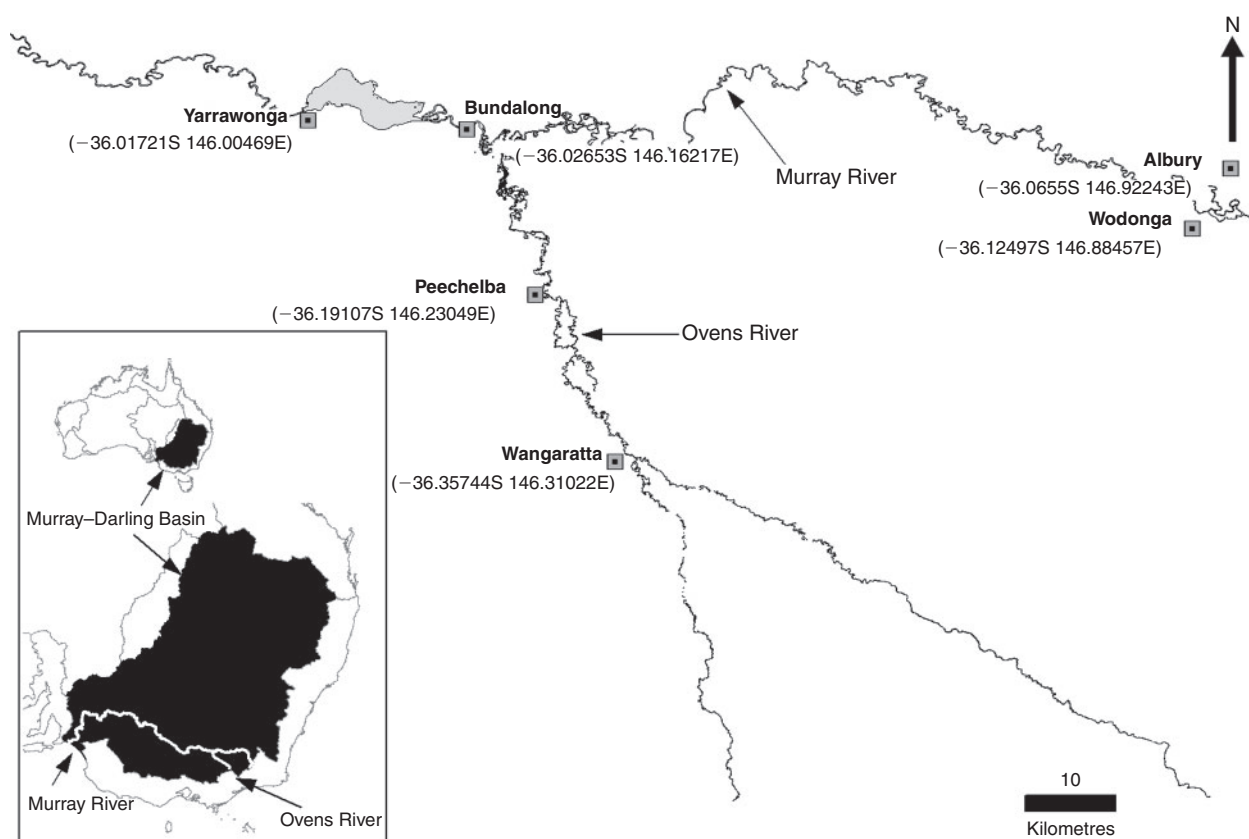 N
Yarrawonga
(−36.01721S 146.00469E)
Bundalong
(−36.02653S 146.16217E)
Murray River
Albury
(−36.0655S 146.92243E)
Wodonga
(−36.12497S 146.88457E)
Peechelba
(−36.19107S 146.23049E)
Ovens River
Wangaratta
(−36.35744S 146.31022E)
Murray–Darling Basin
Murray River
Ovens River
10
Kilometres